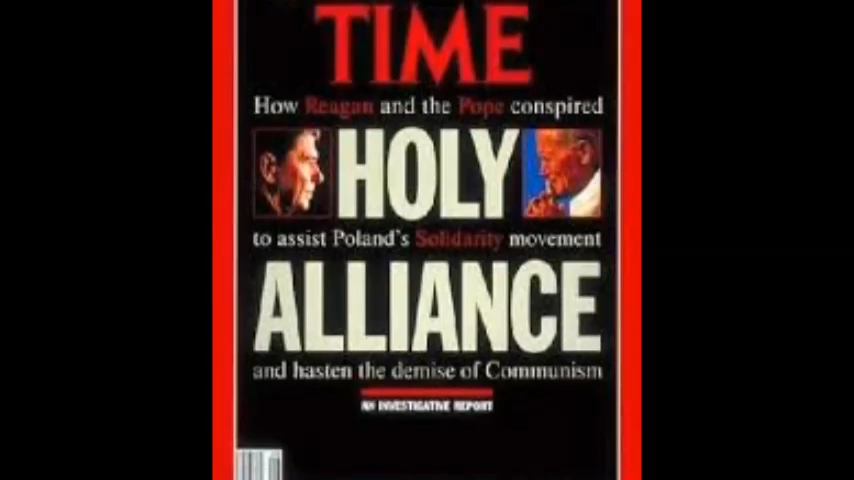 TIME
How Reagan and the Pope conspired
HOLY
to assist Poland's Solidarity movement
ALLIANCE
and hasten the demise of Communism
AN INVESTIGATIVE REPORT